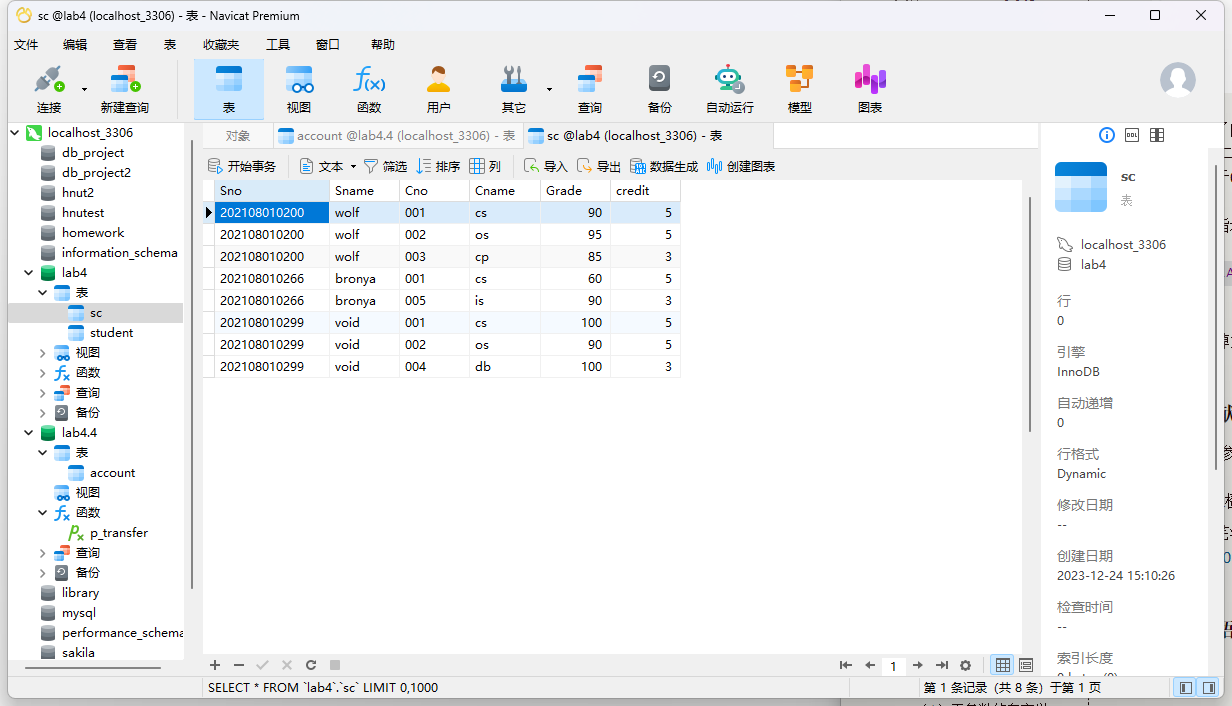 sc @lab4 (localhost_3306) - 表 - Navicat Premium
文件 编辑 查看 表 收藏夹 工具 窗口 帮助
连接 新建查询 表 视图 函数 用户 其它 查询 备份 自动运行 模型 图表
localhost_3306
db_project
db_project2
hnut2
hnutest
homework
information_schema
lab4
表
sc
student
视图
函数
查询
备份
lab4.4
表
account
视图
函数
p_transfer
查询
备份
library
mysql
performance_schema
sakila
对象 account @lab4.4 (localhost_3306) - 表 sc @lab4 (localhost_3306) - 表
开始事务 文本 筛选 排序 列 导入 导出 数据生成 创建图表
Sno Sname Cno Cname Grade credit
202108010200 wolf 001 cs 90 5
202108010200 wolf 002 os 95 5
202108010200 wolf 003 cp 85 3
202108010266 bronya 001 cs 60 5
202108010266 bronya 005 is 90 3
202108010299 void 001 cs 100 5
202108010299 void 002 os 90 5
202108010299 void 004 db 100 3
DDL
sc
表
localhost_3306
lab4
行
0
引擎
InnoDB
自动递增
0
行格式
Dynamic
修改日期
--
创建日期
2023-12-24 15:10:26
检查时间
--
索引长度
1
SELECT * FROM `lab4`.`sc` LIMIT 0,1000
第 1 条记录 (共 8 条) 于第 1 页